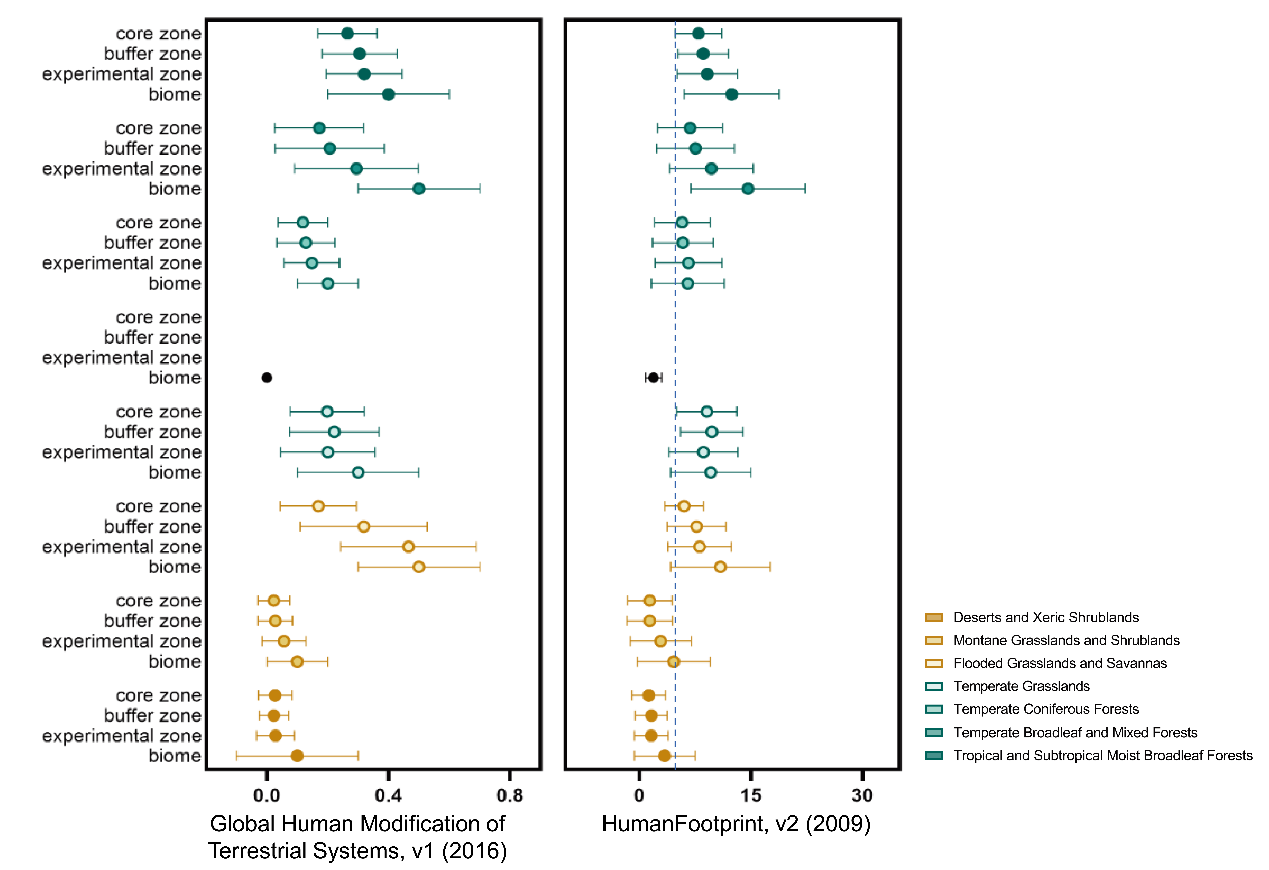 core zone
buffer zone
experimental zone
biome
core zone
buffer zone
experimental zone
biome
core zone
buffer zone
experimental zone
biome
core zone
buffer zone
experimental zone
biome
core zone
buffer zone
experimental zone
biome
core zone
buffer zone
experimental zone
biome
core zone
buffer zone
experimental zone
biome
core zone
buffer zone
experimental zone
biome
0.0 0.4 0.8
Global Human Modification of
Terrestrial Systems, v1 (2016)
0 15 30
HumanFootprint, v2 (2009)
Deserts and Xeric Shrublands
Montane Grasslands and Shrublands
Flooded Grasslands and Savannas
Temperate Grasslands
Temperate Coniferous Forests
Temperate Broadleaf and Mixed Forests
Tropical and Subtropical Moist Broadleaf Forests